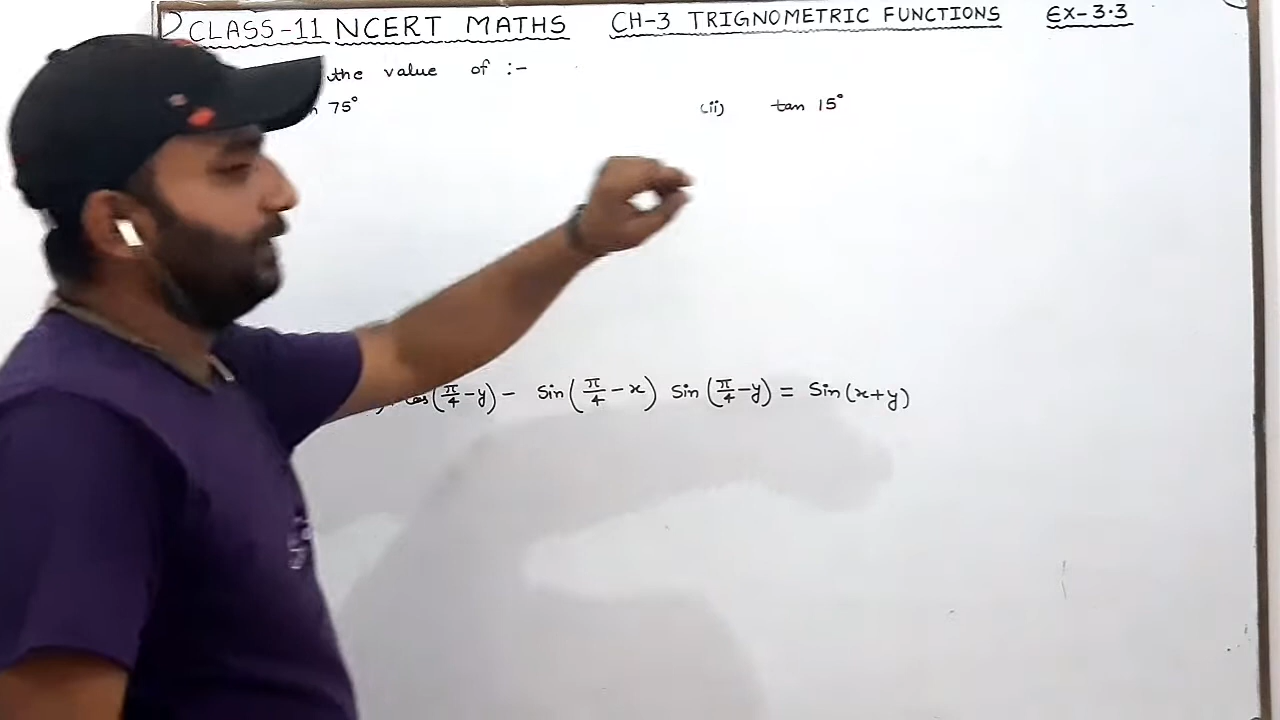 CLASS-11 NCERT MATHS CH-3 TRIGNOMETRIC FUNCTIONS EX-3.3
the value of :-
n 75° (ii) tan 15°
cos(π/4-y) - Sin(π/4-x) Sin(π/4-y) = Sin(x+y)